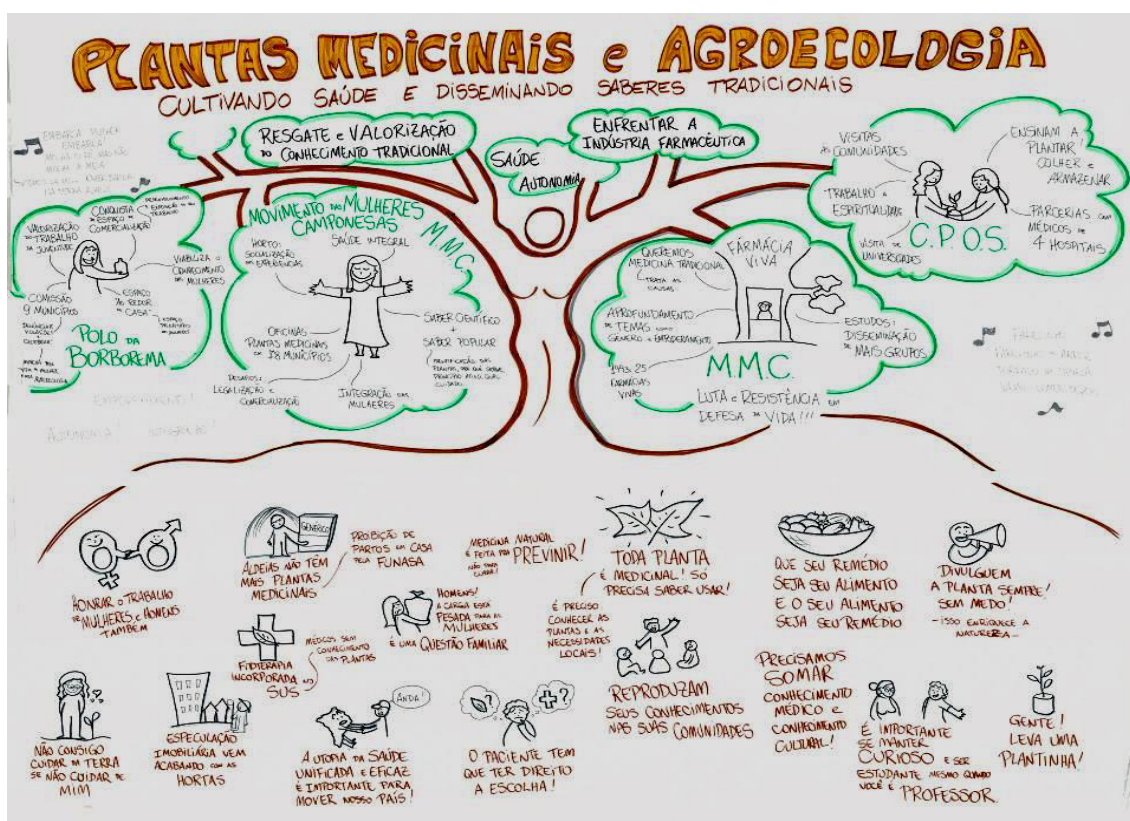 PLANTAS MEDICINAIS e AGROECOLOGIA
CULTIVANDO SAÚDE E DISSEMINANDO SABERES TRADICIONAIS
RESGATE e VALORIZAÇÃO
DO CONHECIMENTO TRADICIONAL
SAÚDE
AUTONOMIA
ENFRENTAR A
INDÚSTRIA FARMACÊUTICA
VALORIZAÇÃO
DO TRABALHO
DA JUVENTUDE
CONQUISTA
ESPAÇO DE
COMERCIALIZAÇÃO
VIABILIZA O
CONHECIMENTO DAS
MULHERES
ESPAÇO
"AO REDOR
DE CASA"
COMISSÃO
9 MUNICÍPIO
POLO DA
BORBOREMA
MOVIMENTO DAS MULHERES
CAMPONESAS
M.M.C.
SAÚDE INTEGRAL
HORTO:
SOCIALIZAÇÃO
DAS EXPERIÊNCIAS
OFICINAS
PLANTAS MEDICINAIS
EM 18 MUNICÍPIOS
DESAFIOS:
LEGALIZAÇÃO E
COMERCIALIZAÇÃO
INTEGRAÇÃO DAS
MULHERES
SABER CIENTÍFICO
+
SABER POPULAR
QUEREMOS
MEDICINA TRADICIONAL
TRATA AS
CAUSAS
FARMÁCIA
VIVA
APROFUNDAMENTO
DE TEMAS COMO
GÊNERO e EMPODERAMENTO
25
FARMÁCIAS
VIVAS
ESTUDOS:
DISSEMINAÇÃO
DE MAIS GRUPOS
M.M.C.
LUTA e RESISTÊNCIA EM
DEFESA DA VIDA!!!
VISITAS
ÀS COMUNIDADES
TRABALHO A
ESPIRITUALIDADE
VISITA DE
UNIVERSIDADES
C.P.O.S.
ENSINAM A
PLANTAR
COLHER e
ARMAZENAR
PARCERIAS COM
MÉDICOS DE
4 HOSPITAIS
HONRAR O TRABALHO
DE MULHERES e HOMENS
TAMBÉM
GENÉRICO
ALDEIAS NÃO TÊM
MAIS PLANTAS
MEDICINAIS
PROIBIÇÃO DE
PARTOS EM CASA
PELA FUNASA
MEDICINA NATURAL
É FEITA PRA
PREVINIR!
NÃO PARA
CURAR!
TODA PLANTA
É MEDICINAL! SÓ
PRECISA SABER USAR!
QUE SEU REMÉDIO
SEJA SEU ALIMENTO
E O SEU ALIMENTO
SEJA SEU REMÉDIO
DIVULGUEM
A PLANTA SEMPRE!
SEM MEDO!
- ISSO ENRIQUECE A
NATUREZA -
FITOTERAPIA
INCORPORADA NO
SUS
MÉDICOS SEM
CONHECIMENTO
DAS PLANTAS
HOMENS!
A CARGA ESTÁ
PESADA PARA AS
MULHERES
É UMA QUESTÃO FAMILIAR
É PRECISO
CONHECER AS
PLANTAS E AS
NECESSIDADES
LOCAIS!
REPRODUZAM
SEUS CONHECIMENTOS
NAS SUAS COMUNIDADES
PRECISAMOS
SOMAR
CONHECIMENTO
MÉDICO e
CONHECIMENTO
CULTURAL!
NÃO CONSIGO
CUIDAR DA TERRA
SE NÃO CUIDAR DE
MIM
ESPECULAÇÃO
IMOBILIÁRIA VEM
ACABANDO COM AS
HORTAS
ANDA!
A UTOPIA DA SAÚDE
UNIFICADA e EFICAZ
É IMPORTANTE PARA
MOVER NOSSO PAÍS!
O PACIENTE TEM
QUE TER DIREITO
A ESCOLHA!
É IMPORTANTE
SE MANTER
CURIOSO E SER
ESTUDANTE MESMO QUANDO
VOCÊ É PROFESSOR
GENTE!
LEVA UMA
PLANTINHA!